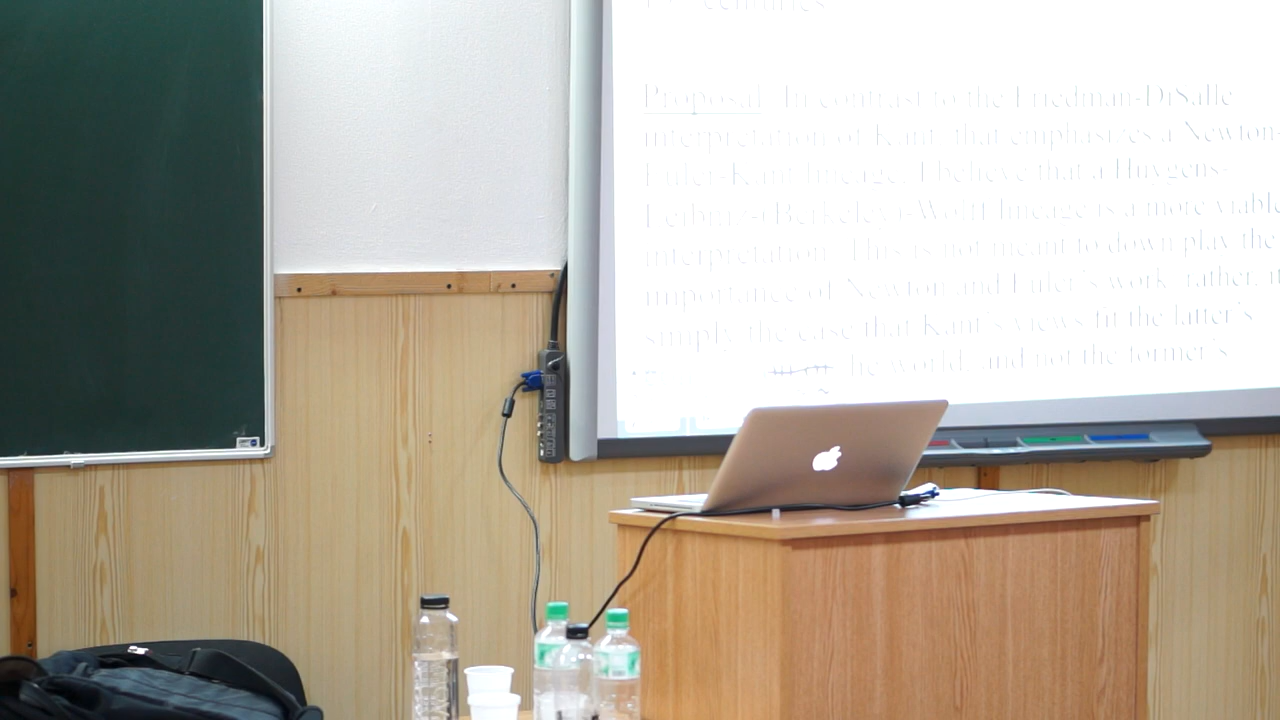 centuries
Proposal: In contrast to the Friedman-DiSalle
interpretation of Kant, that emphasizes a Newton
Euler-Kant lineage, I believe that a Huygens-
Leibniz-(Berkeley)-Wolff lineage is a more viable
interpretation. This is not meant to down play the
importance of Newton and Euler's work, rather,
simply the case that Kant's views fit the latter's
the world and not the former's